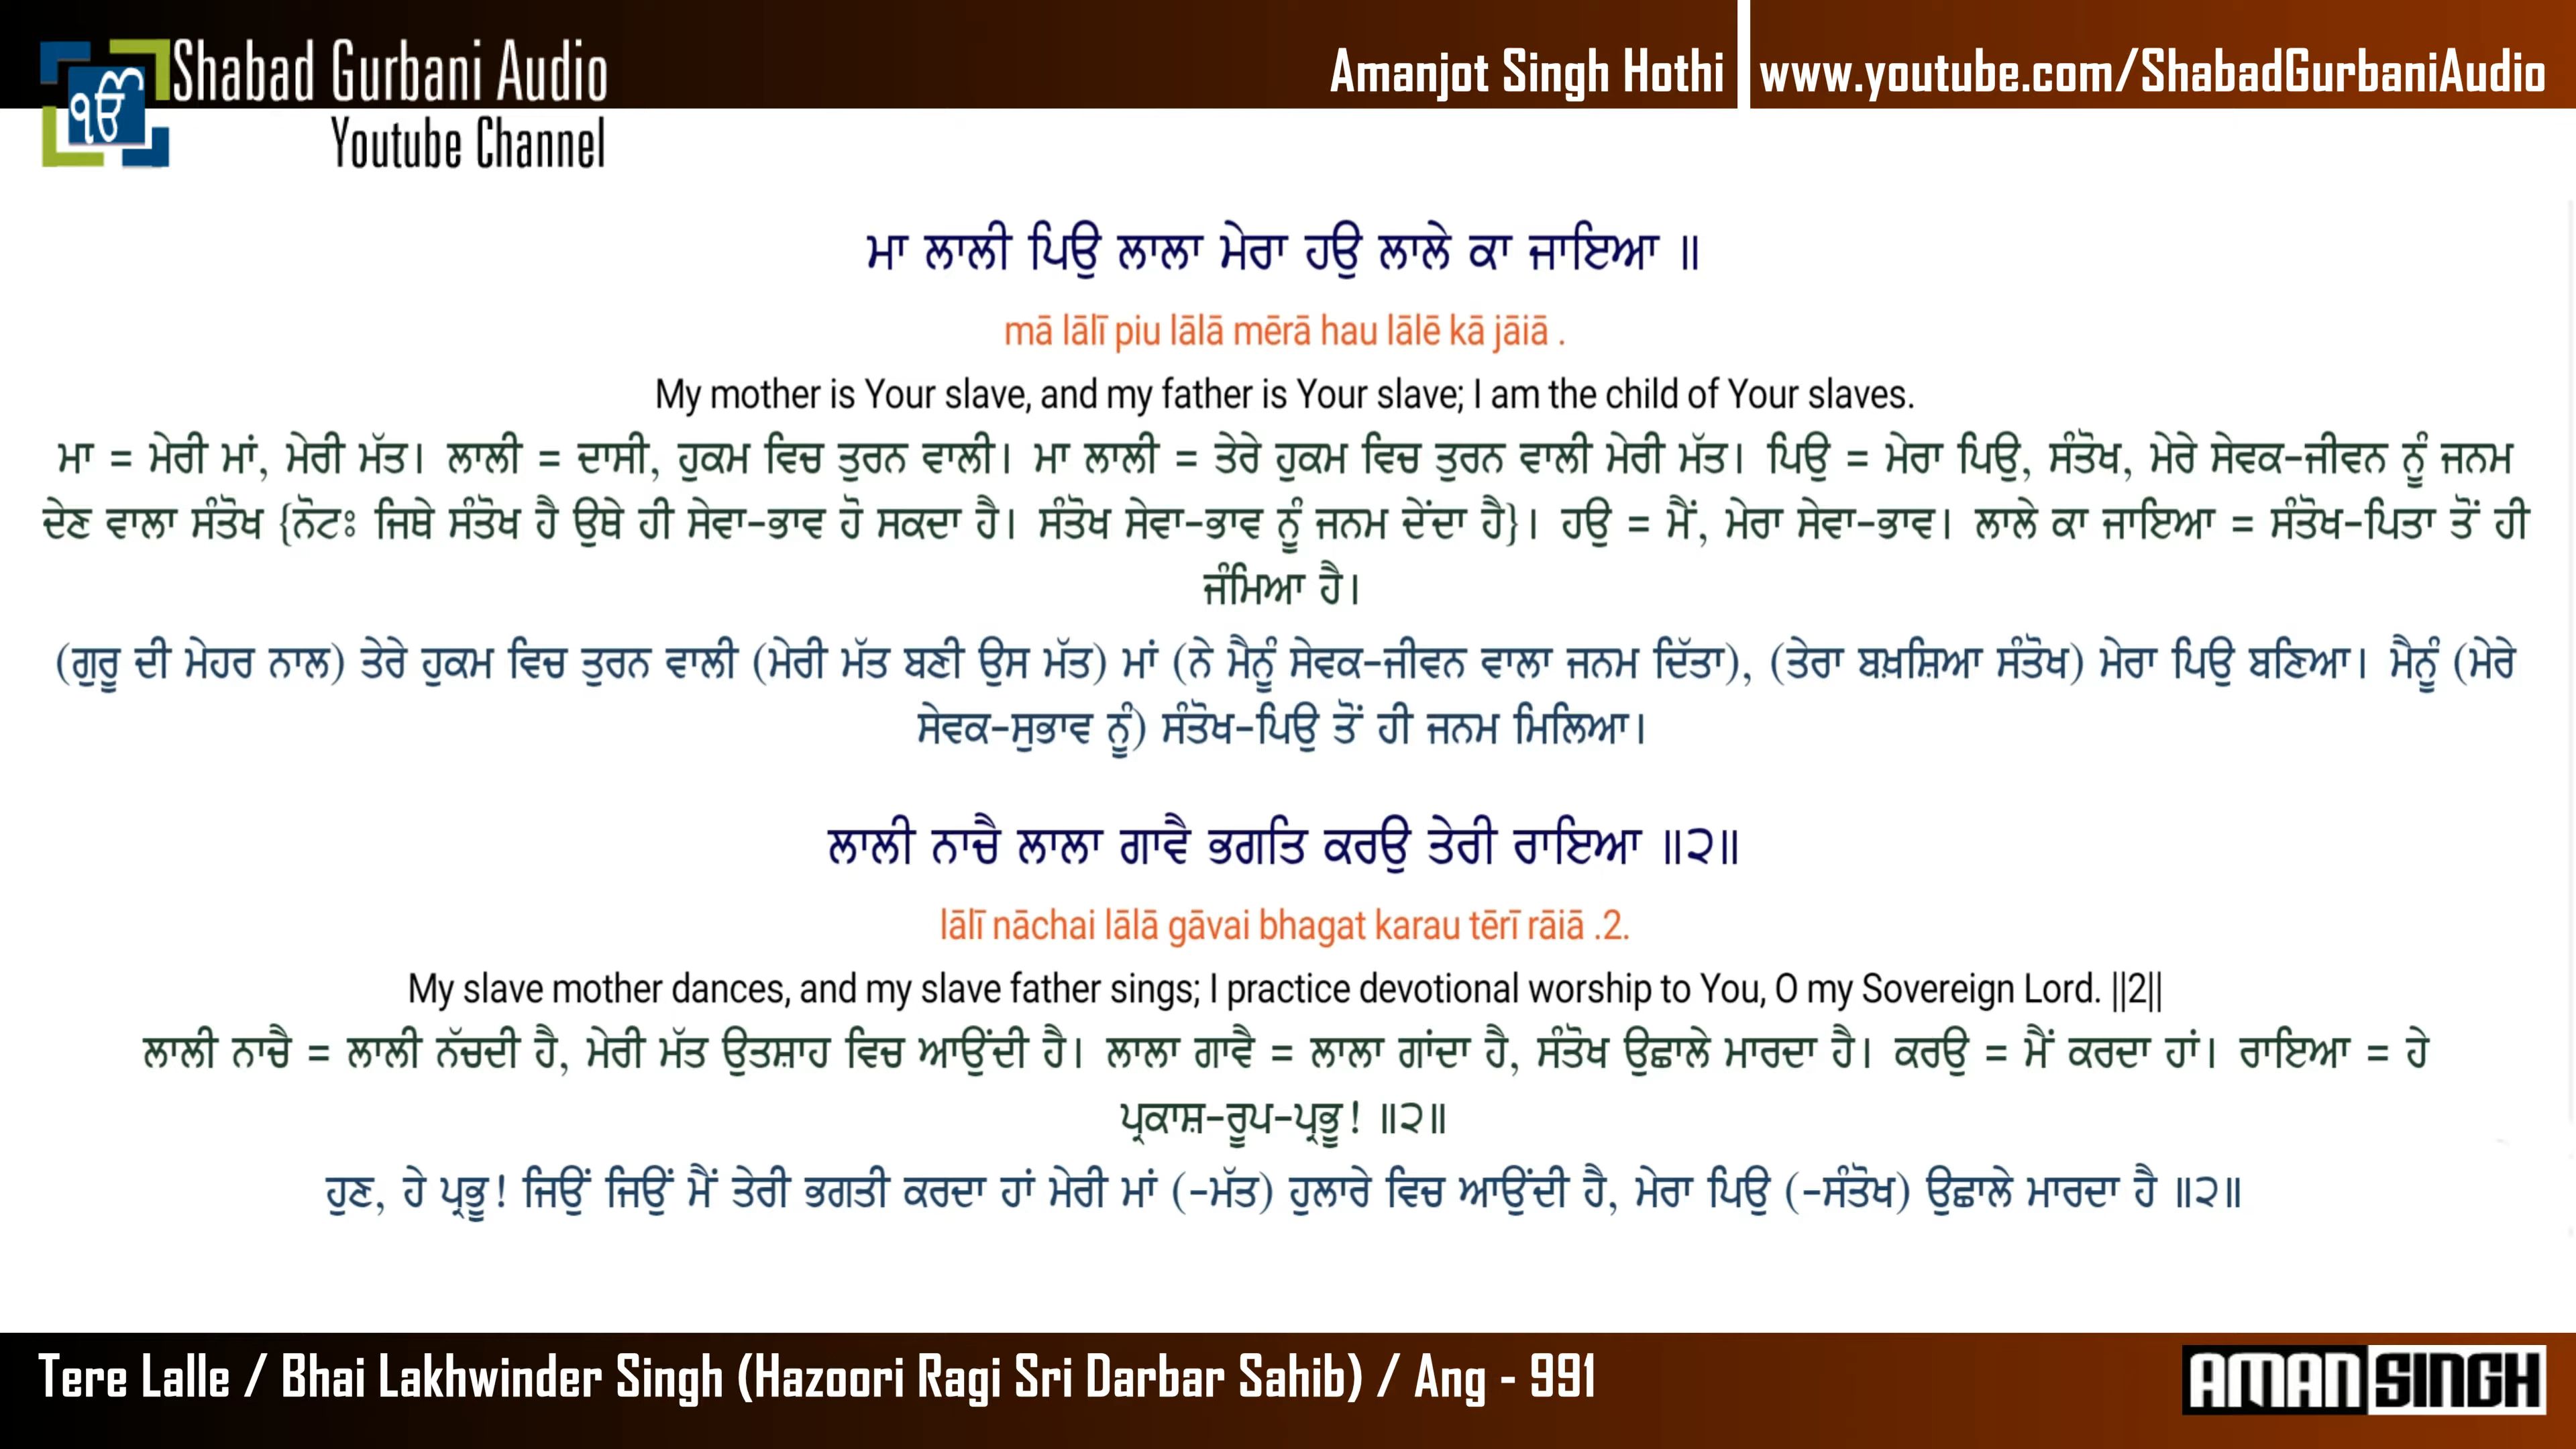 Shabad Gurbani Audio
Youtube Channel
ੴ
Amanjot Singh Hothi
www.youtube.com/ShabadGurbaniAudio
ਮਾ ਲਾਲੀ ਪਿਉ ਲਾਲਾ ਮੇਰਾ ਹਉ ਲਾਲੇ ਕਾ ਜਾਇਆ ॥
mā lālī piu lālā mērā hau lālē kā jāiā .
My mother is Your slave, and my father is Your slave; I am the child of Your slaves.
ਮਾ = ਮੇਰੀ ਮਾਂ, ਮੇਰੀ ਮੱਤ। ਲਾਲੀ = ਦਾਸੀ, ਹੁਕਮ ਵਿਚ ਤੁਰਨ ਵਾਲੀ। ਮਾ ਲਾਲੀ = ਤੇਰੇ ਹੁਕਮ ਵਿਚ ਤੁਰਨ ਵਾਲੀ ਮੇਰੀ ਮੱਤ। ਪਿਉ = ਮੇਰਾ ਪਿਉ, ਸੰਤੋਖ, ਮੇਰੇ ਸੇਵਕ-ਜੀਵਨ ਨੂੰ ਜਨਮ
ਦੇਣ ਵਾਲਾ ਸੰਤੋਖ {ਨੋਟਃ ਜਿਥੇ ਸੰਤੋਖ ਹੈ ਉਥੇ ਹੀ ਸੇਵਾ-ਭਾਵ ਹੋ ਸਕਦਾ ਹੈ। ਸੰਤੋਖ ਸੇਵਾ-ਭਾਵ ਨੂੰ ਜਨਮ ਦੇਂਦਾ ਹੈ}। ਹਉ = ਮੈਂ, ਮੇਰਾ ਸੇਵਾ-ਭਾਵ। ਲਾਲੇ ਕਾ ਜਾਇਆ = ਸੰਤੋਖ-ਪਿਤਾ ਤੋਂ ਹੀ
ਜੰਮਿਆ ਹੈ।
(ਗੁਰੂ ਦੀ ਮੇਹਰ ਨਾਲ) ਤੇਰੇ ਹੁਕਮ ਵਿਚ ਤੁਰਨ ਵਾਲੀ (ਮੇਰੀ ਮੱਤ ਬਣੀ ਉਸ ਮੱਤ) ਮਾਂ (ਨੇ ਮੈਨੂੰ ਸੇਵਕ-ਜੀਵਨ ਵਾਲਾ ਜਨਮ ਦਿੱਤਾ), (ਤੇਰਾ ਬਖ਼ਸ਼ਿਆ ਸੰਤੋਖ) ਮੇਰਾ ਪਿਉ ਬਣਿਆ। ਮੈਨੂੰ (ਮੇਰੇ
ਸੇਵਕ-ਸੁਭਾਵ ਨੂੰ) ਸੰਤੋਖ-ਪਿਉ ਤੋਂ ਹੀ ਜਨਮ ਮਿਲਿਆ।
ਲਾਲੀ ਨਾਚੈ ਲਾਲਾ ਗਾਵੈ ਭਗਤਿ ਕਰਉ ਤੇਰੀ ਰਾਇਆ ॥੨॥
lālī nāchai lālā gāvai bhagat karau tērī rāiā .2.
My slave mother dances, and my slave father sings; I practice devotional worship to You, O my Sovereign Lord. ||2||
ਲਾਲੀ ਨਾਚੈ = ਲਾਲੀ ਨੱਚਦੀ ਹੈ, ਮੇਰੀ ਮੱਤ ਉਤਸ਼ਾਹ ਵਿਚ ਆਉਂਦੀ ਹੈ। ਲਾਲਾ ਗਾਵੈ = ਲਾਲਾ ਗਾਂਦਾ ਹੈ, ਸੰਤੋਖ ਉਛਾਲੇ ਮਾਰਦਾ ਹੈ। ਕਰਉ = ਮੈਂ ਕਰਦਾ ਹਾਂ। ਰਾਇਆ = ਹੇ
ਪ੍ਰਕਾਸ਼-ਰੂਪ-ਪ੍ਰਭੂ! ॥੨॥
ਹੁਣ, ਹੇ ਪ੍ਰਭੂ! ਜਿਉਂ ਜਿਉਂ ਮੈਂ ਤੇਰੀ ਭਗਤੀ ਕਰਦਾ ਹਾਂ ਮੇਰੀ ਮਾਂ (-ਮੱਤ) ਹੁਲਾਰੇ ਵਿਚ ਆਉਂਦੀ ਹੈ, ਮੇਰਾ ਪਿਉ (-ਸੰਤੋਖ) ਉਛਾਲੇ ਮਾਰਦਾ ਹੈ ॥੨॥
Tere Lalle / Bhai Lakhwinder Singh (Hazoori Ragi Sri Darbar Sahib) / Ang - 991
AMAN SINGH